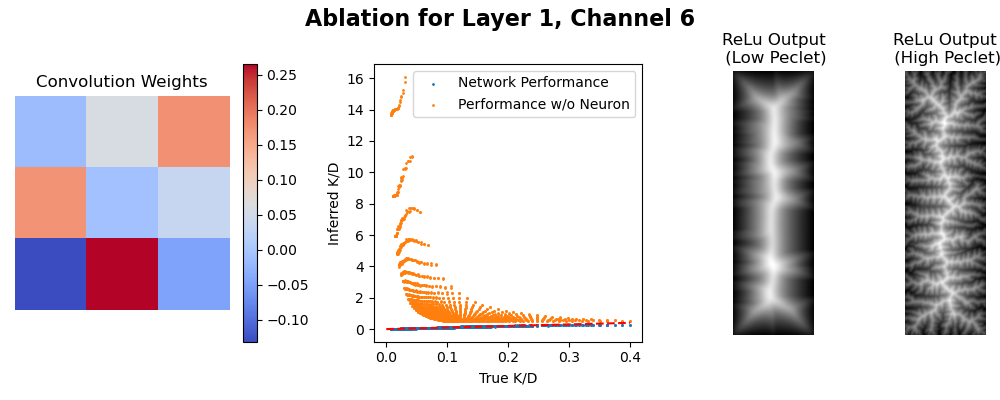 Ablation for Layer 1, Channel 6
Convolution Weights
0.25
0.20
0.15
0.10
0.05
0.00
−0.05
−0.10
Inferred K/D
16
14
12
10
8
6
4
2
0
Network Performance
Performance w/o Neuron
0.0 0.1 0.2 0.3 0.4
True K/D
ReLu Output
(Low Peclet)
ReLu Output
(High Peclet)